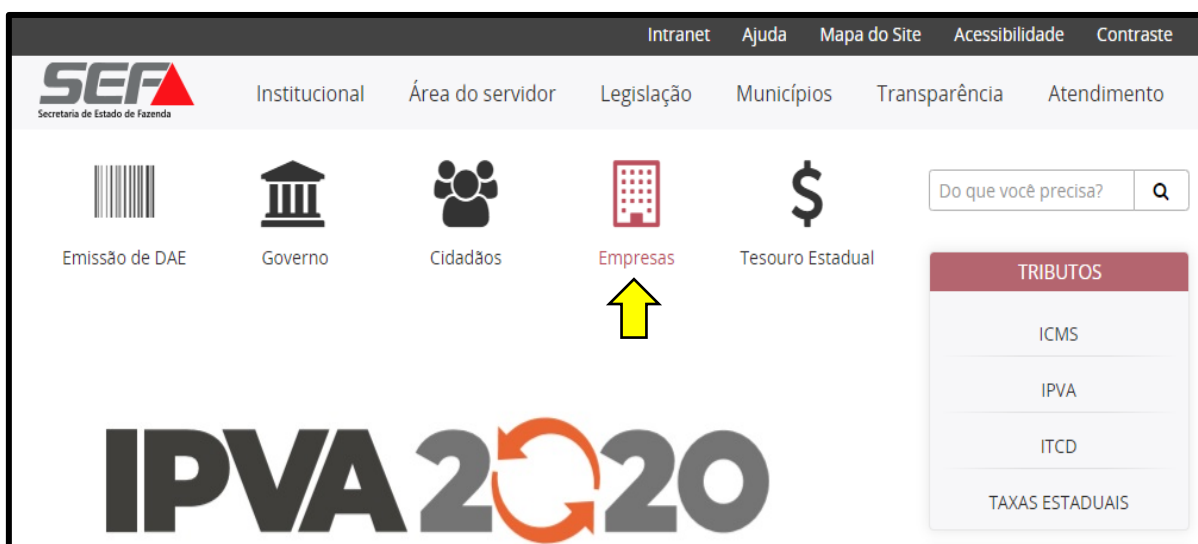 Intranet Ajuda Mapa do Site Acessibilidade Contraste
SEF
Secretaria de Estado de Fazenda
Institucional Área do servidor Legislação Municípios Transparência Atendimento
Do que você precisa?
Emissão de DAE Governo Cidadãos Empresas Tesouro Estadual
TRIBUTOS
ICMS
IPVA
ITCD
TAXAS ESTADUAIS
IPVA 2020